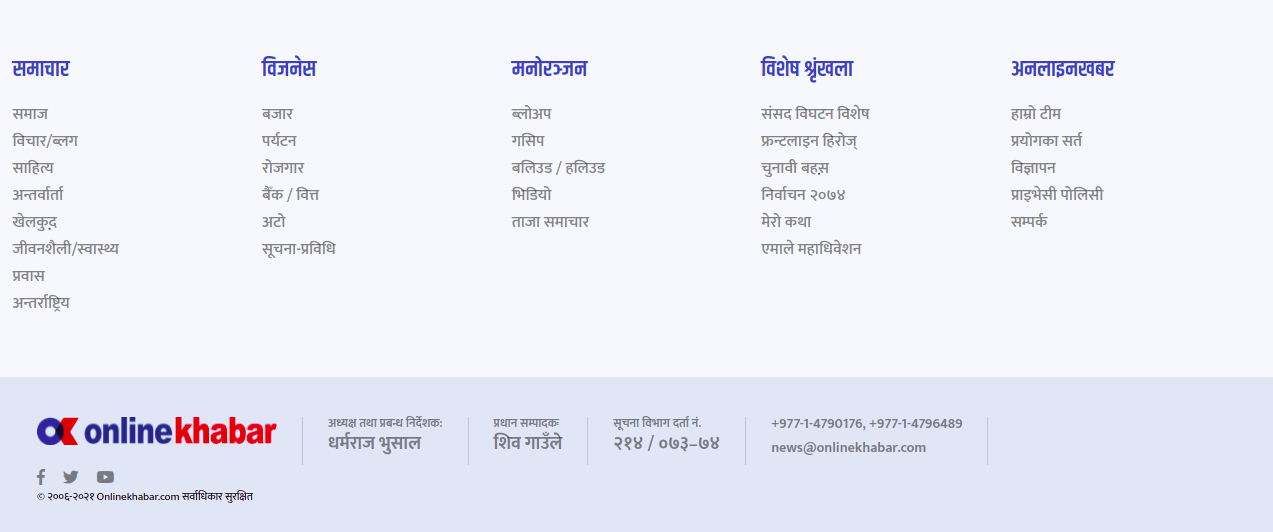 समाचार
समाज
विचार/ब्लग
साहित्य
अन्तर्वार्ता
खेलकुद़
जीवनशैली/स्वास्थ्य
प्रवास
अन्तर्राष्ट्रिय
विजनेस
बजार
पर्यटन
रोजगार
बैँक / वित्त
अटो
सूचना-प्रविधि
मनोरञ्जन
ब्लोअप
गसिप
बलिउड / हलिउड
भिडियो
ताजा समाचार
विशेष श्रृंखला
संसद विघटन विशेष
फ्रन्टलाइन हिरोज्
चुनावी बहस़
निर्वाचन २०७४
मेरो कथा
एमाले महाधिवेशन
अनलाइनखबर
हाम्रो टीम
प्रयोगका सर्त
विज्ञापन
प्राइभेसी पोलिसी
सम्पर्क
onlinekhabar
© २००६-२०२१ Onlinekhabar.com सर्वाधिकार सुरक्षित
अध्यक्ष तथा प्रबन्ध निर्देशक:
धर्मराज भुसाल
प्रधान सम्पादकः
शिव गाउँले
सूचना विभाग दर्ता नं.
२१४ / ०७३–७४
+977-1-4790176, +977-1-4796489
news@onlinekhabar.com